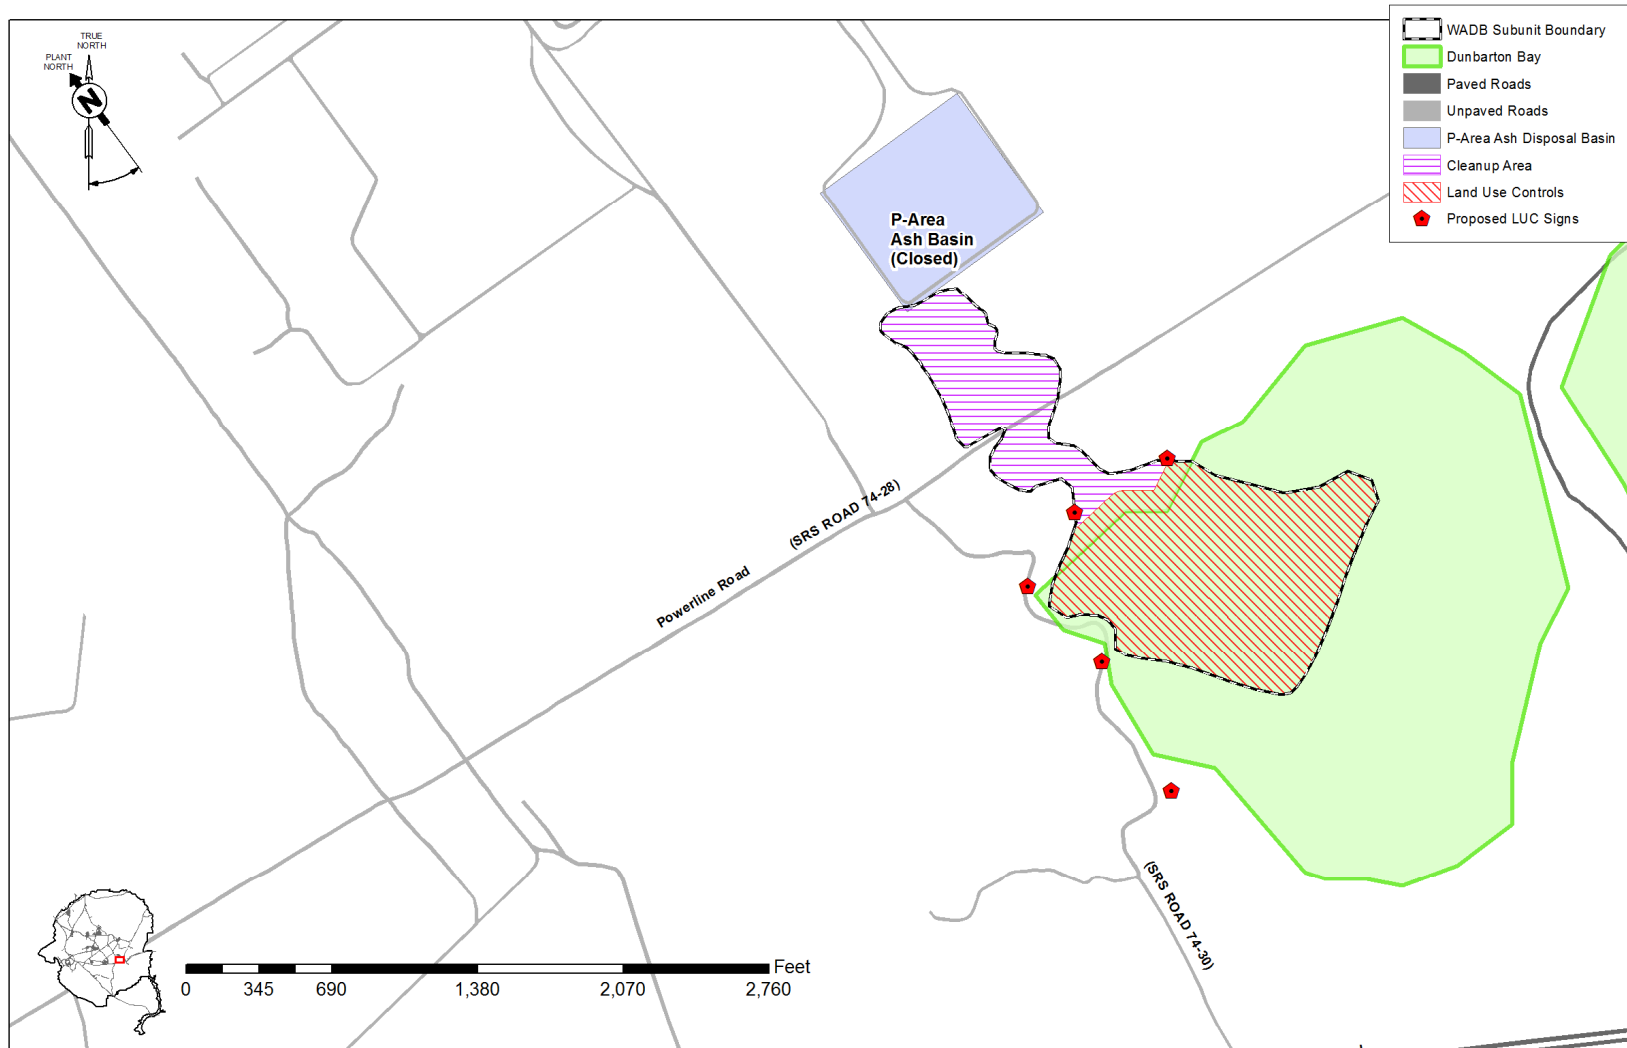 TRUE
NORTH
PLANT
NORTH
N
WADB Subunit Boundary
Dunbarton Bay
Paved Roads
Unpaved Roads
P-Area Ash Disposal Basin
Cleanup Area
Land Use Controls
Proposed LUC Signs
P-Area
Ash Basin
(Closed)
(SRS ROAD 74-28)
Powerline Road
(SRS ROAD 74-30)
Feet
0 345 690 1,380 2,070 2,760